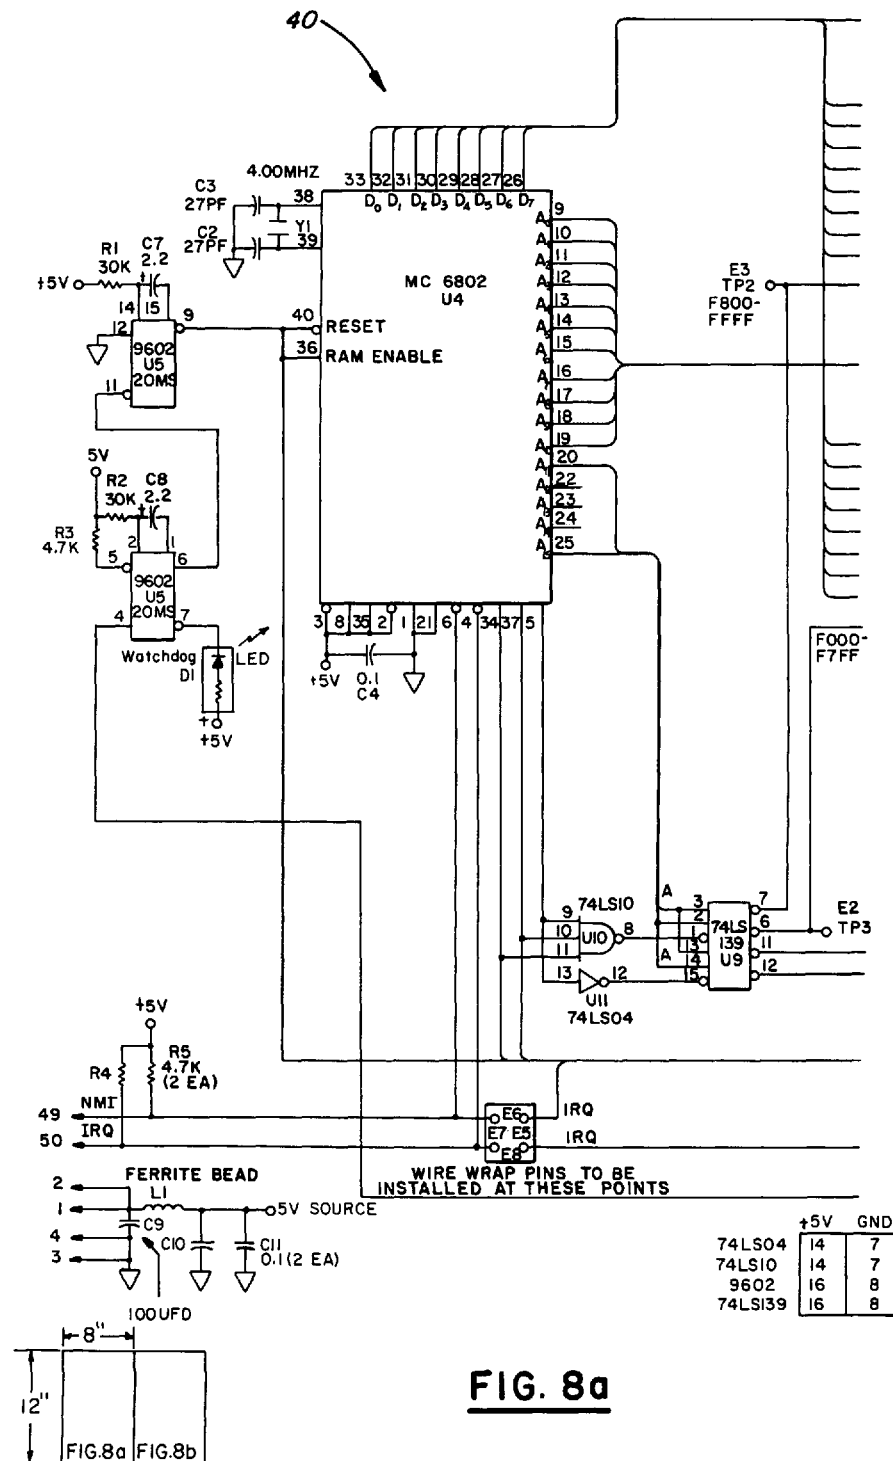 40
4.00MHZ
33 32 31 30 29 28 27 26
D0 D1 D2 D3 D4 D5 D6 D7
C3
27PF
38
Y1
C2
27PF
39
MC 6802
U4
A 9
10
A 11
A 12
A 13
A 14
A 15
A7 16
A 17
A 18
A 19
A 20
A 22
A 23
A 24
A 25
R1
30K
C7
2.2
+5V
14 15
12
9
9602
U5
20MS
11
40 RESET
36 RAM ENABLE
E3
TP2
F800-
FFFF
5V
R2
30K
C8
2.2
R3
4.7K
2 1
5 6
9602
U5
20MS
4 7
Watchdog
D1
LED
+
+5V
3 8 35 2 1 21 6 4 34 37 5
+5V
0.1
C4
F000-
F7FF
74LS10
9
10
11
U10
8
13
12
U11
74LS04
A
3
2
1
13
A 14
15
74LS
139
U9
7
6
11
12
E2
TP3
+5V
R4
R5
4.7K
(2 EA)
49 NMI
50 IRQ
E6
E7 E5
E8
IRQ
IRQ
WIRE WRAP PINS TO BE
INSTALLED AT THESE POINTS
FERRITE BEAD
L1
2
1
4
3
C9
C10
C11
0.1(2 EA)
5V SOURCE
100UFD
+5V GND
74LS04 14 7
74LS10 14 7
9602 16 8
74LS139 16 8
8"
12"
FIG.8a FIG.8b
FIG. 8a